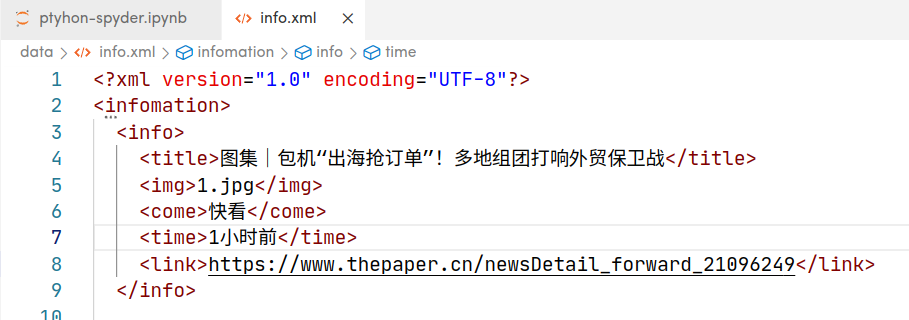 ptyhon-spyder.ipynb info.xml
data > info.xml > infomation > info > time
1 <?xml version="1.0" encoding="UTF-8"?>
2 <infomation>
3 <info>
4 <title>图集｜包机“出海抢订单”！多地组团打响外贸保卫战</title>
5 <img>1.jpg</img>
6 <come>快看</come>
7 <time>1小时前</time>
8 <link>https://www.thepaper.cn/newsDetail_forward_21096249</link>
9 </info>
10